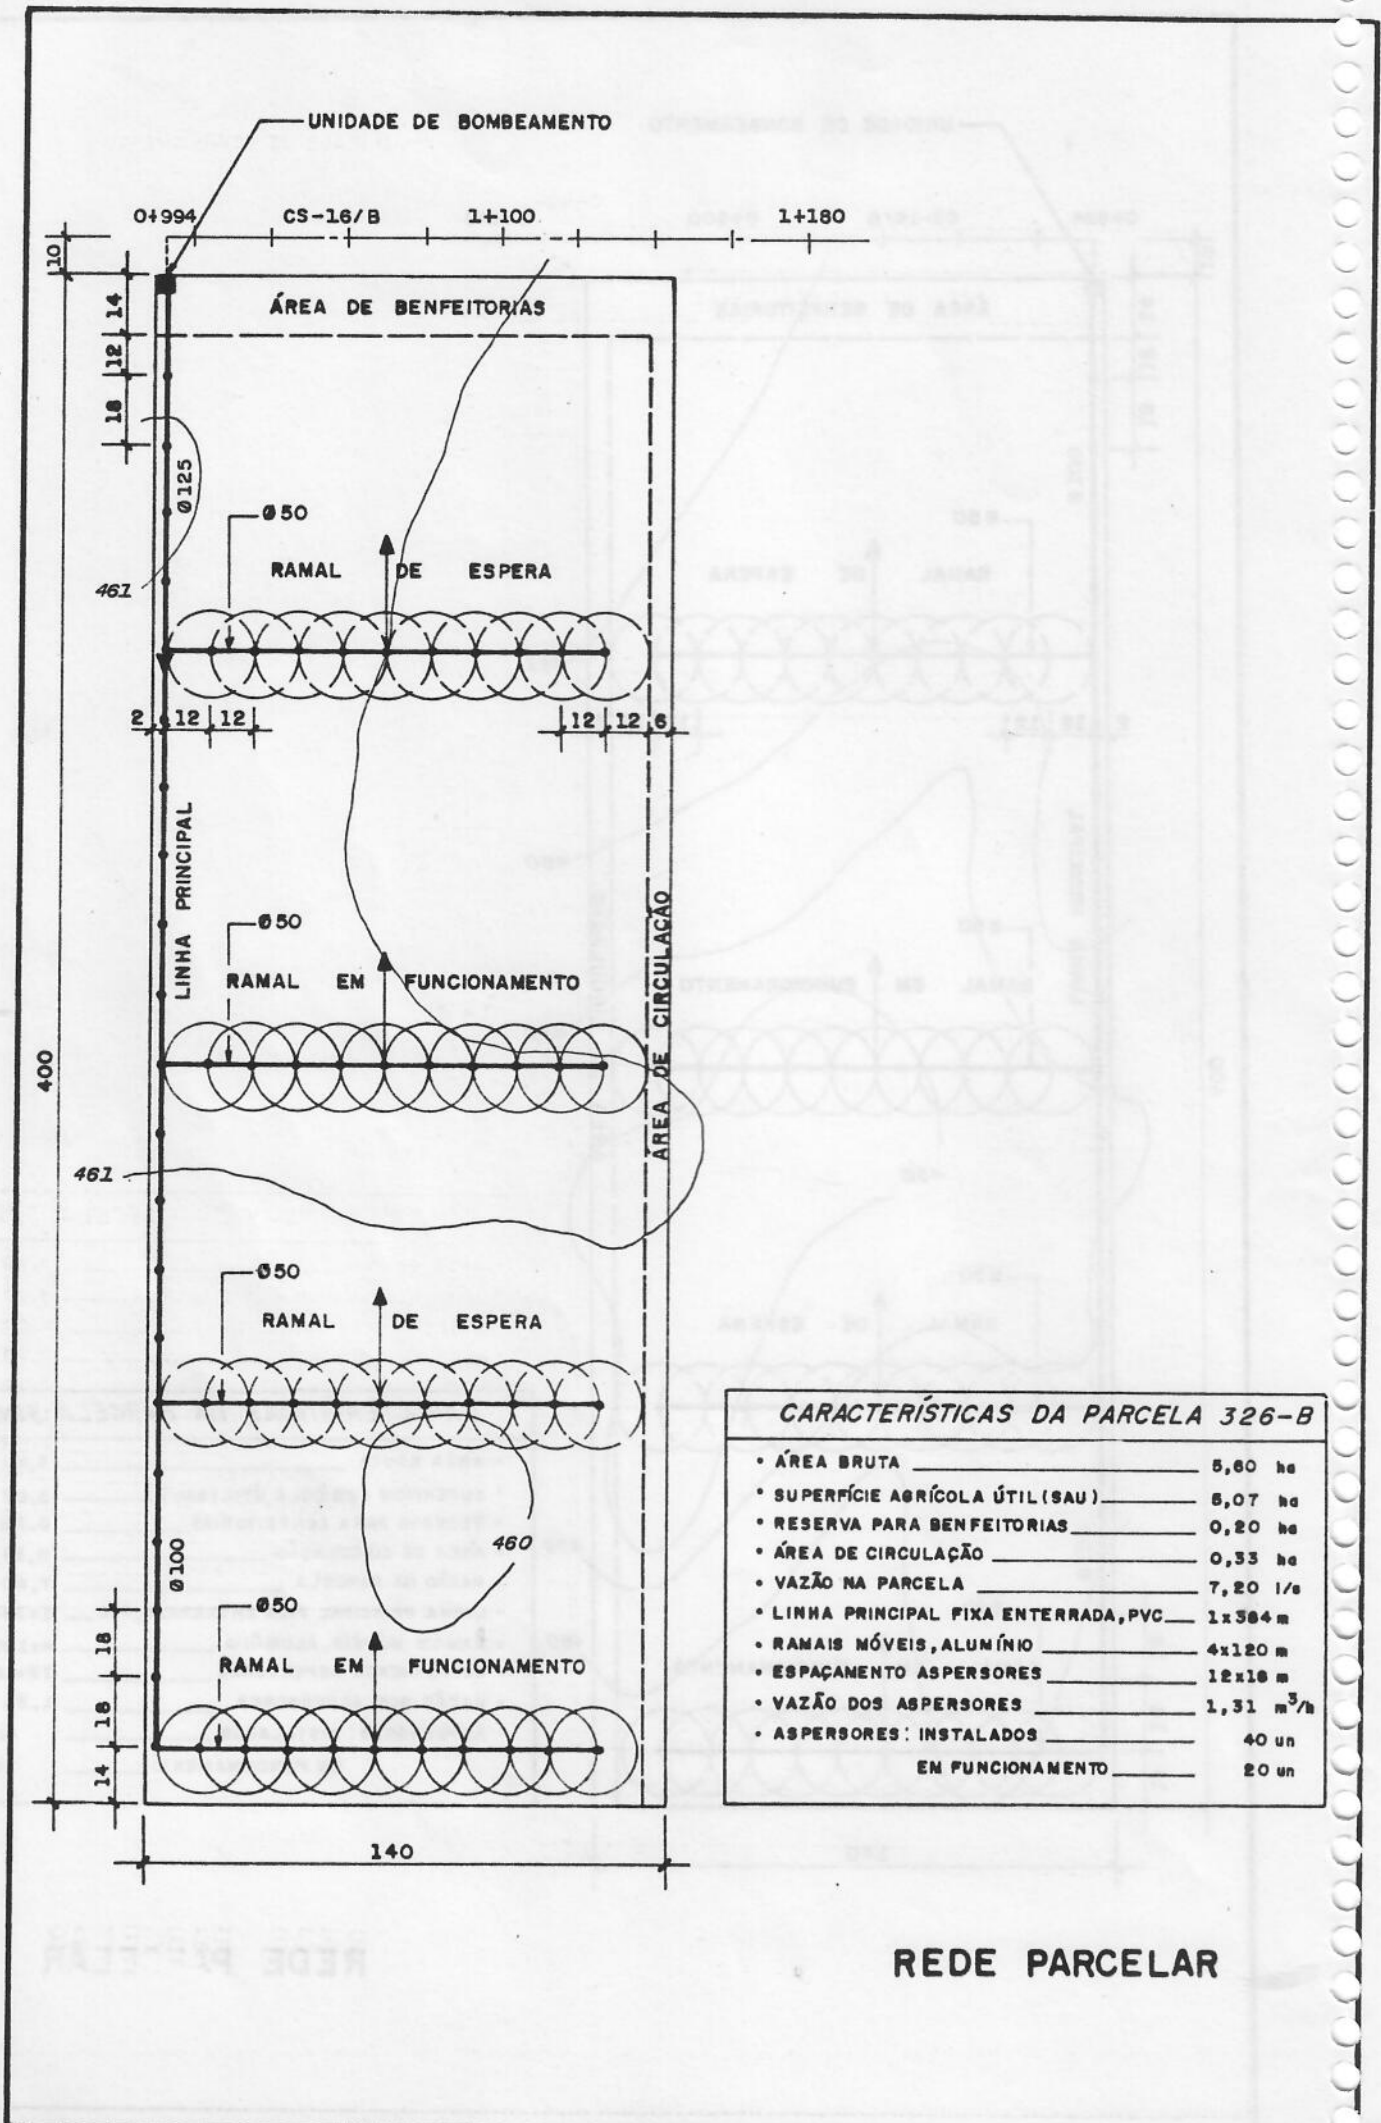 UNIDADE DE BOMBEAMENTO
0+994 CS-16/B 1+100 1+180
10
14
ÁREA DE BENFEITORIAS
12
18
Ø125
Ø50
RAMAL DE ESPERA
461
2 12 12 12 12 6
LINHA PRINCIPAL
ÁREA DE CIRCULAÇÃO
Ø50
RAMAL EM FUNCIONAMENTO
400
461
Ø50
RAMAL DE ESPERA
460
Ø100
Ø50
18
RAMAL EM FUNCIONAMENTO
18
14
140
CARACTERÍSTICAS DA PARCELA 326-B
• ÁREA BRUTA 5,60 ha
• SUPERFÍCIE AGRÍCOLA ÚTIL(SAU) 5,07 ha
• RESERVA PARA BENFEITORIAS 0,20 ha
• ÁREA DE CIRCULAÇÃO 0,33 ha
• VAZÃO NA PARCELA 7,20 l/s
• LINHA PRINCIPAL FIXA ENTERRADA, PVC 1x384 m
• RAMAIS MÓVEIS, ALUMÍNIO 4x120 m
• ESPAÇAMENTO ASPERSORES 12x18 m
• VAZÃO DOS ASPERSORES 1,31 m³/h
• ASPERSORES: INSTALADOS 40 un
EM FUNCIONAMENTO 20 un
REDE PARCELAR